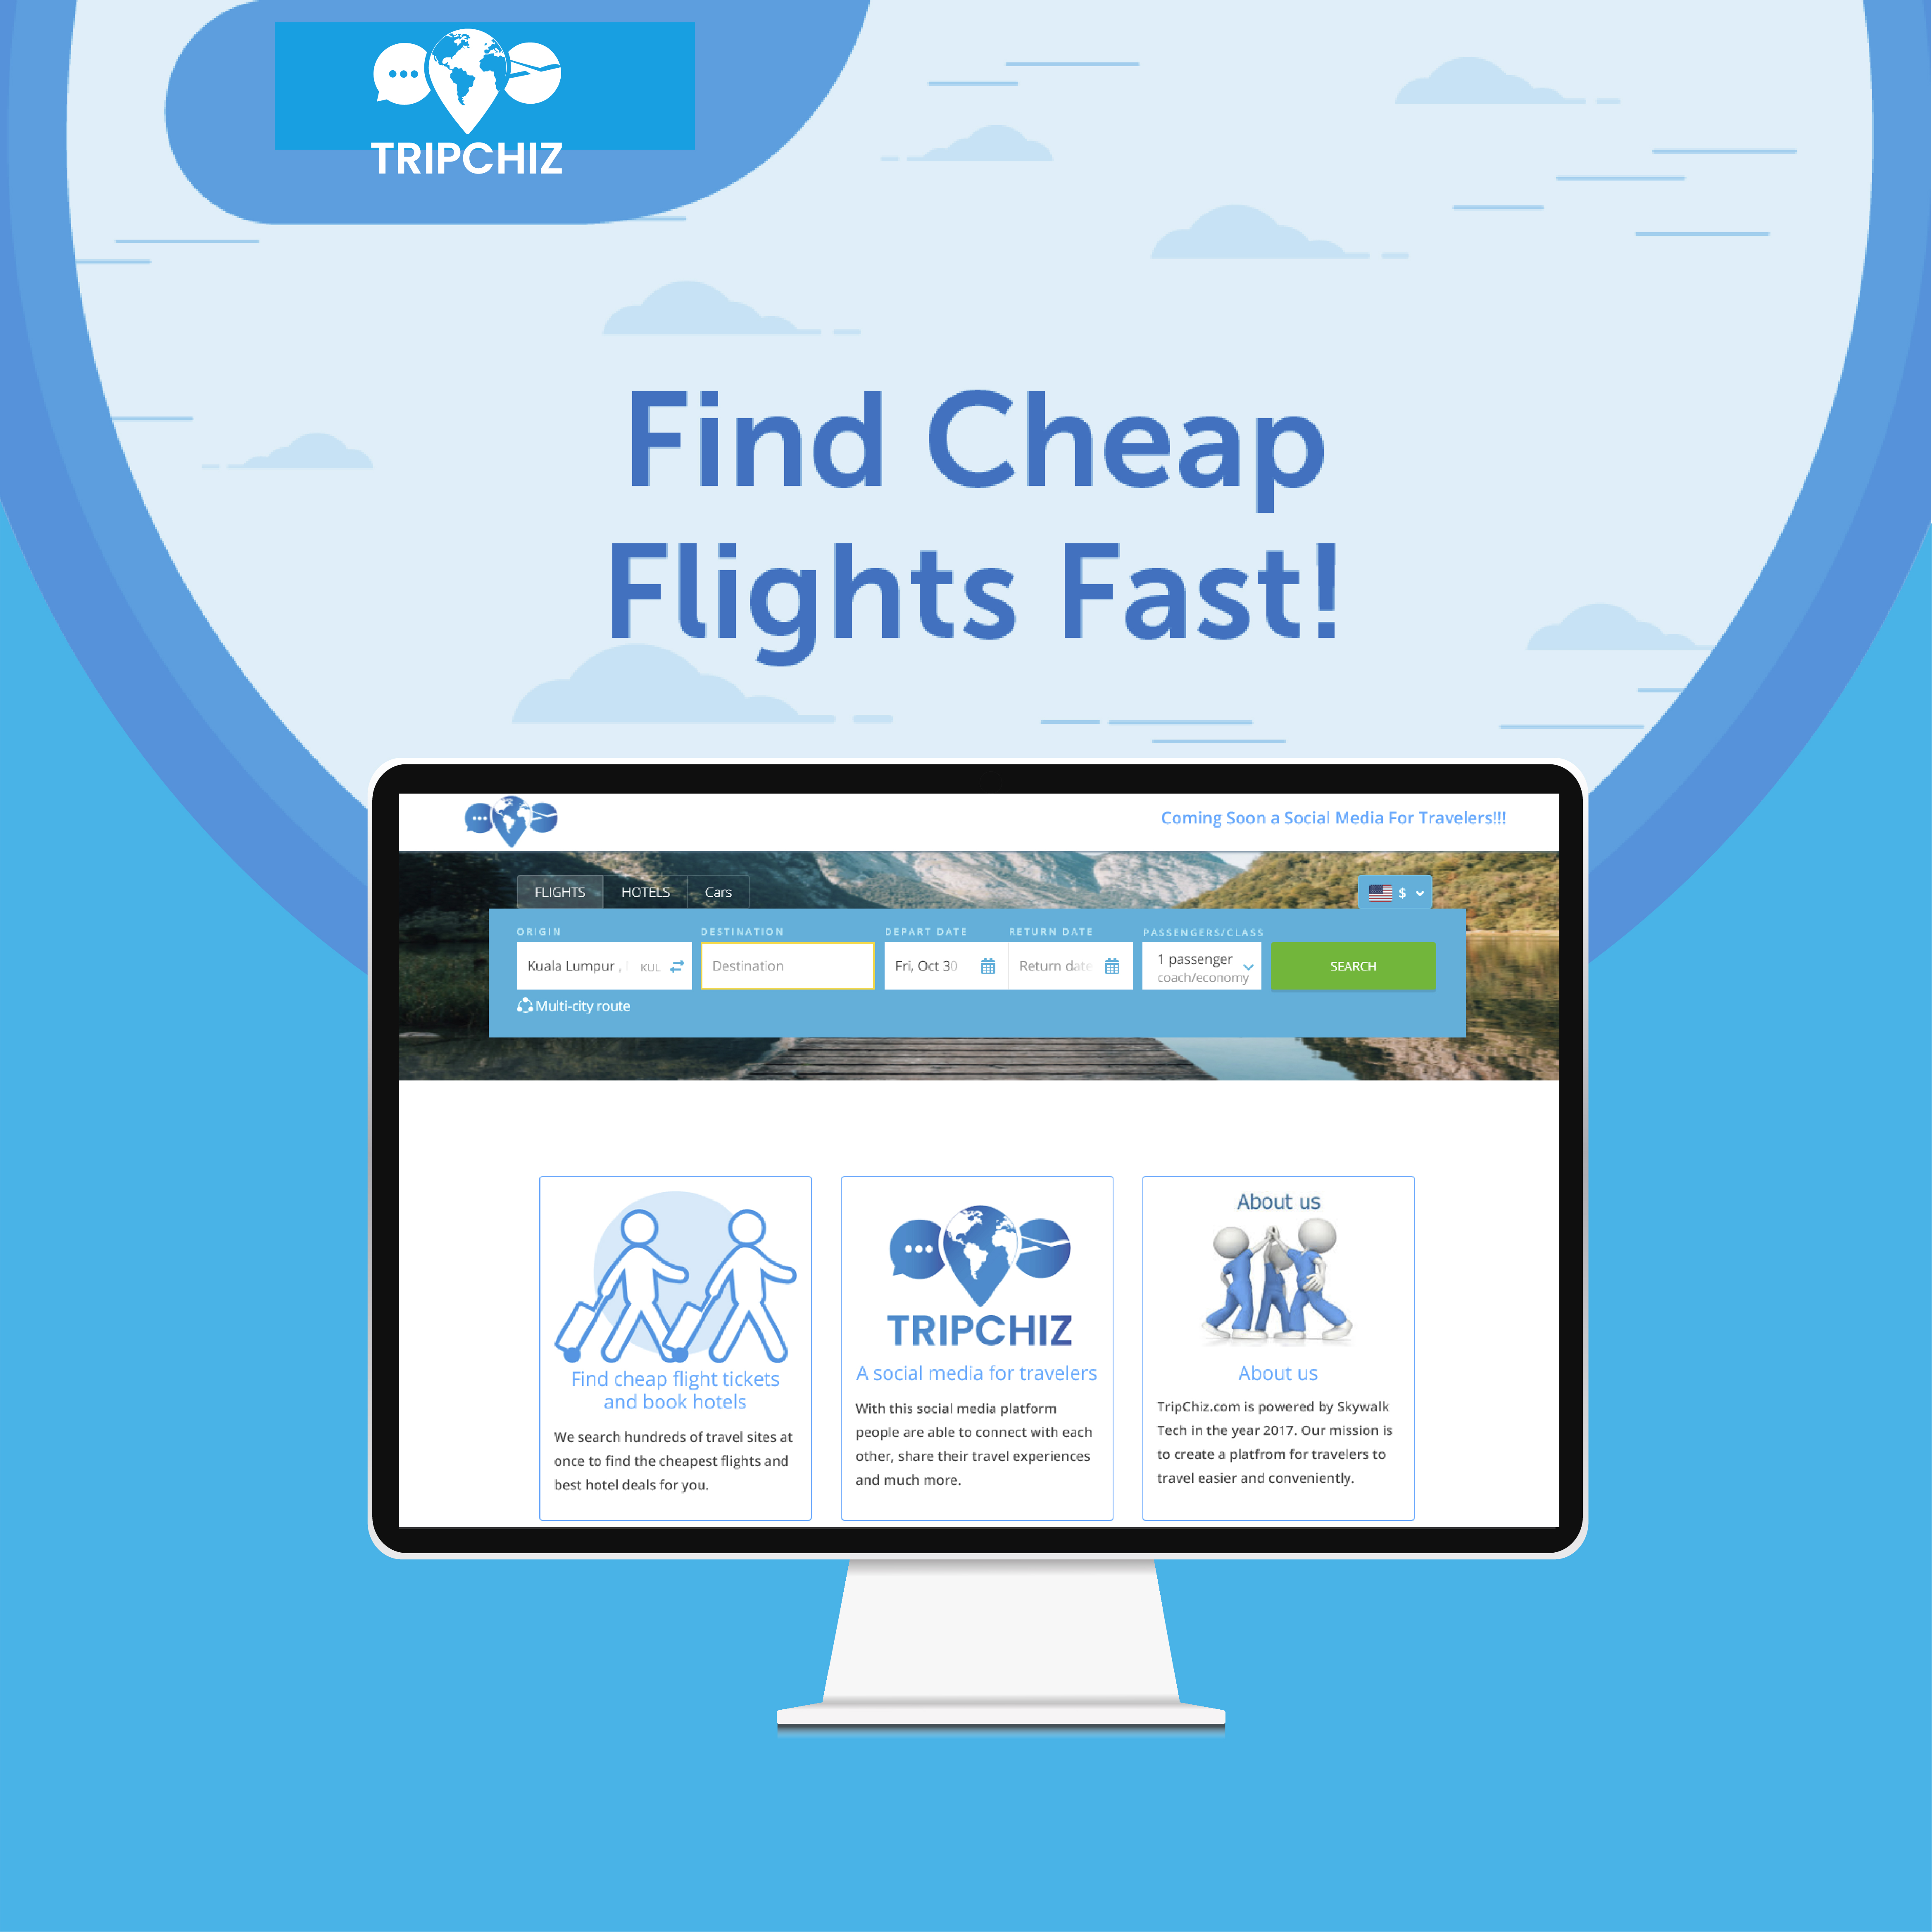 TRIPCHIZ
Find Cheap
Flights Fast!
Coming Soon a Social Media For Travelers!!!
FLIGHTS HOTELS Cars
$
ORIGIN DESTINATION DEPART DATE RETURN DATE PASSENGERS/CLASS
Kuala Lumpur , KUL Destination Fri, Oct 30 Return date 1 passenger
coach/economy
SEARCH
Multi-city route
Find cheap flight tickets
and book hotels
We search hundreds of travel sites at
once to find the cheapest flights and
best hotel deals for you.
TRIPCHIZ
A social media for travelers
With this social media platform
people are able to connect with each
other, share their travel experiences
and much more.
About us
About us
TripChiz.com is powered by Skywalk
Tech in the year 2017. Our mission is
to create a platfrom for travelers to
travel easier and conveniently.